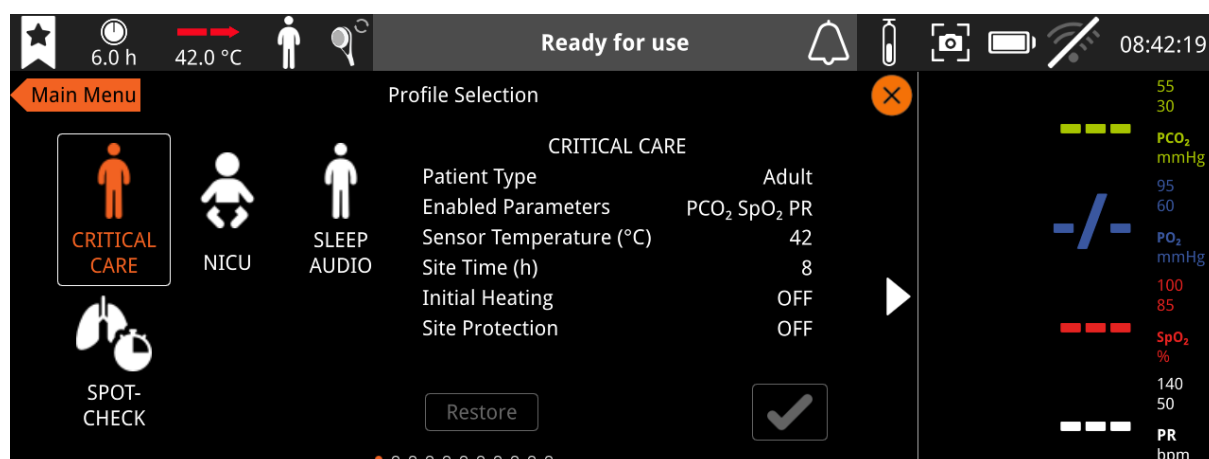 6.0 h
42.0 °C
Ready for use
08:42:19
Main Menu
Profile Selection
CRITICAL CARE
NICU
SLEEP AUDIO
SPOT-CHECK
CRITICAL CARE
Patient Type Adult
Enabled Parameters PCO₂ SpO₂ PR
Sensor Temperature (°C) 42
Site Time (h) 8
Initial Heating OFF
Site Protection OFF
Restore
55
30
--- PCO₂
mmHg
95
60
-/- PO₂
mmHg
100
85
--- SpO₂
%
140
50
--- PR
bpm